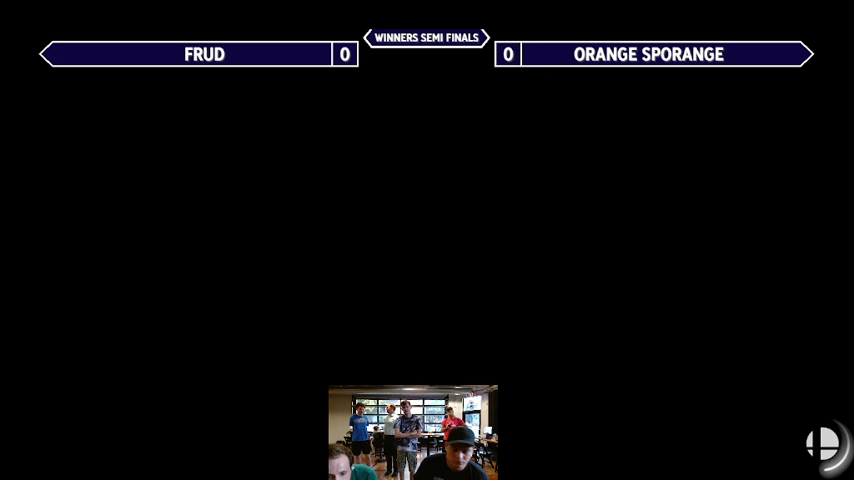 WINNERS SEMI FINALS
FRUD 0
0 ORANGE SPORANGE